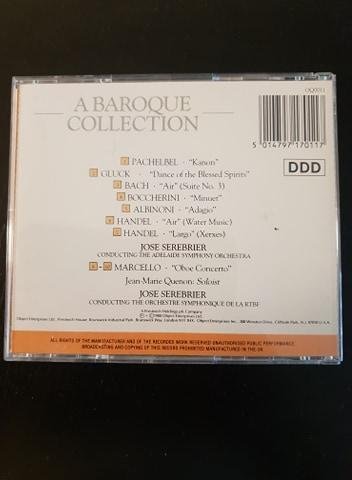 OQ0011
A BAROQUE
COLLECTION
5 014797 170117
DDD
1 PACHELBEL · "Kanon"
2 GLUCK · "Dance of the Blessed Spirits"
3 BACH · "Air" (Suite No. 3)
4 BOCCHERINI · "Minuet"
5 ALBINONI · "Adagio"
6 HANDEL · "Air" (Water Music)
7 HANDEL · "Largo" (Xerxes)
JOSE SEREBRIER
CONDUCTING THE ADELAIDE SYMPHONY ORCHESTRA
8 - 10 MARCELLO · "Oboe Concerto"
Jean-Marie Quenon: Soloist
JOSE SEREBRIER
CONDUCTING THE ORCHESTRE SYMPHONIQUE DE LA RTBF
Enterprises Ltd.
ALL RIGHTS OF THE MANUFACTURER AND OF THE RECORDED WORK RESERVED UNAUTHORISED PUBLIC PERFORMANCE,
BROADCASTING AND COPYING OF THIS RECORD PROHIBITED MANUFACTURED IN THE UK